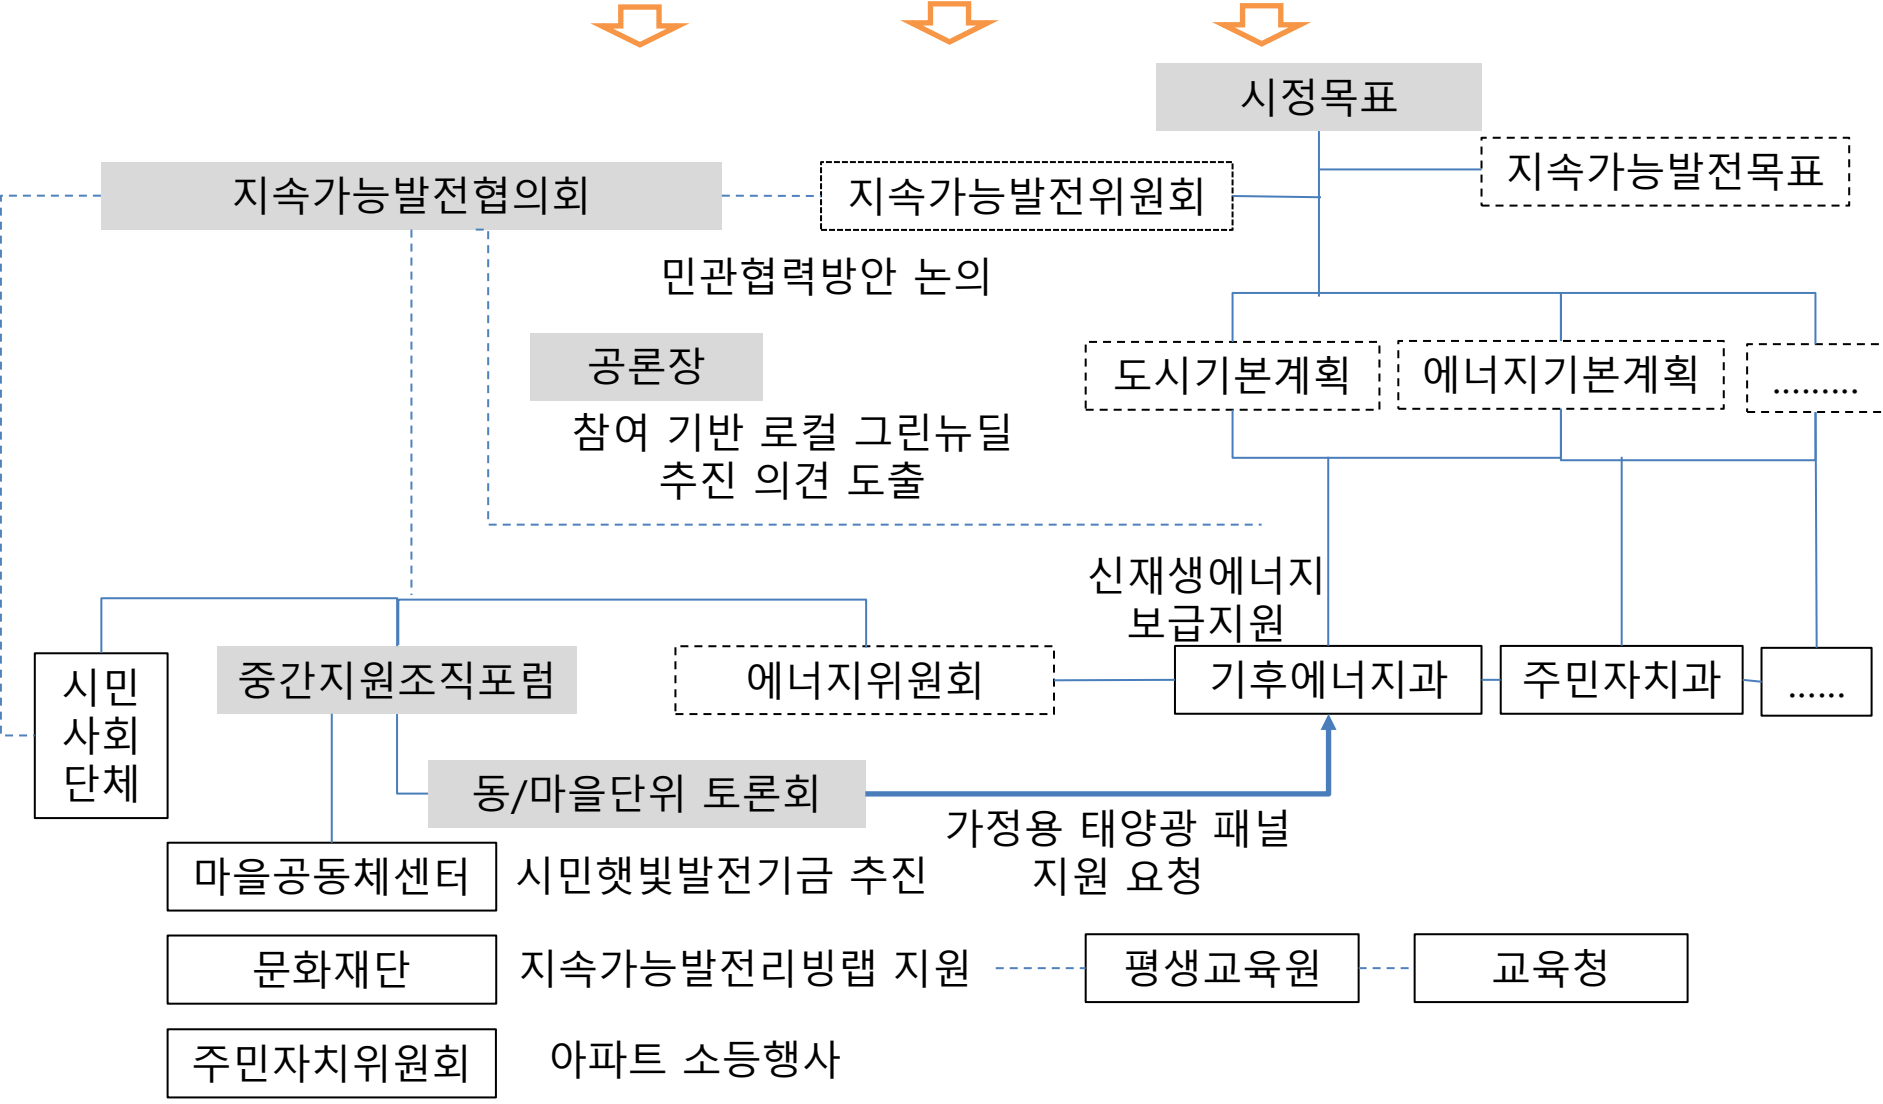 시정목표
지속가능발전목표
지속가능발전협의회
지속가능발전위원회
민관협력방안 논의
공론장
도시기본계획
에너지기본계획
………
참여 기반 로컬 그린뉴딜
추진 의견 도출
신재생에너지
보급지원
시민
사회
단체
중간지원조직포럼
에너지위원회
기후에너지과
주민자치과
……
동/마을단위 토론회
가정용 태양광 패널
지원 요청
마을공동체센터
시민햇빛발전기금 추진
문화재단
지속가능발전리빙랩 지원
평생교육원
교육청
주민자치위원회
아파트 소등행사